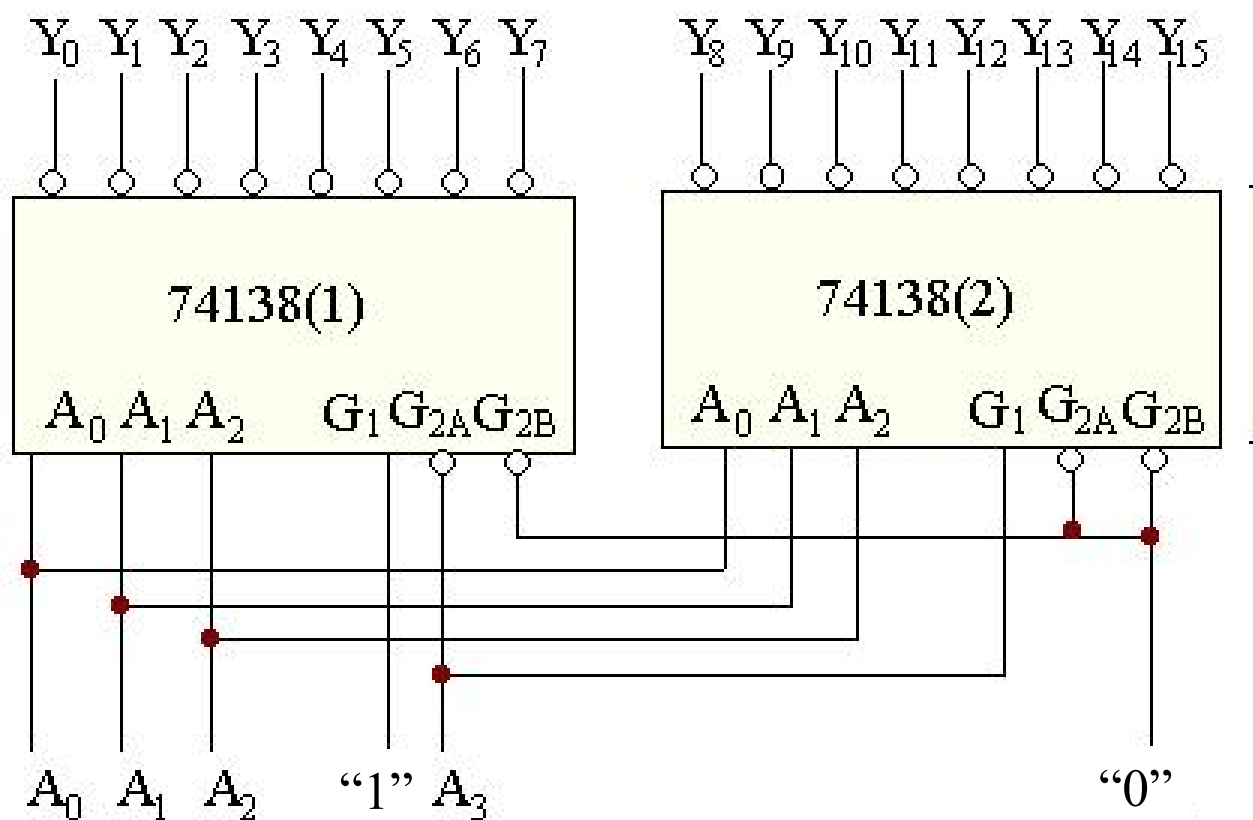 Y0 Y1 Y2 Y3 Y4 Y5 Y6 Y7 Y8 Y9 Y10 Y11 Y12 Y13 Y14 Y15
74138(1) 74138(2)
A0 A1 A2 G1 G2A G2B A0 A1 A2 G1 G2A G2B
A0 A1 A2 “1” A3 “0”